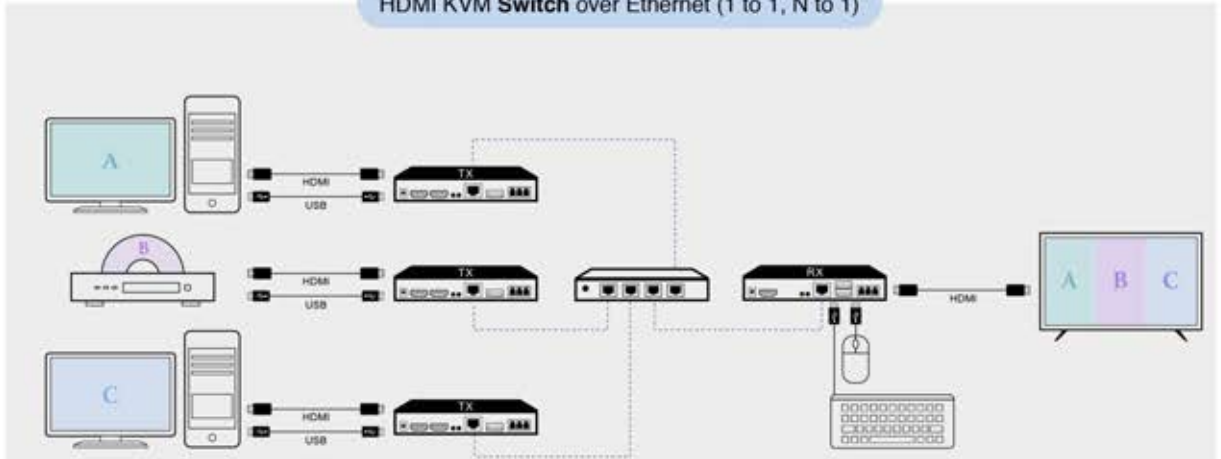 HDMI KVM Switch over Ethernet (1 to 1, N to 1)
A
HDMI
USB
TX
B
HDMI
USB
TX
RX
HDMI
A B C
C
HDMI
USB
TX